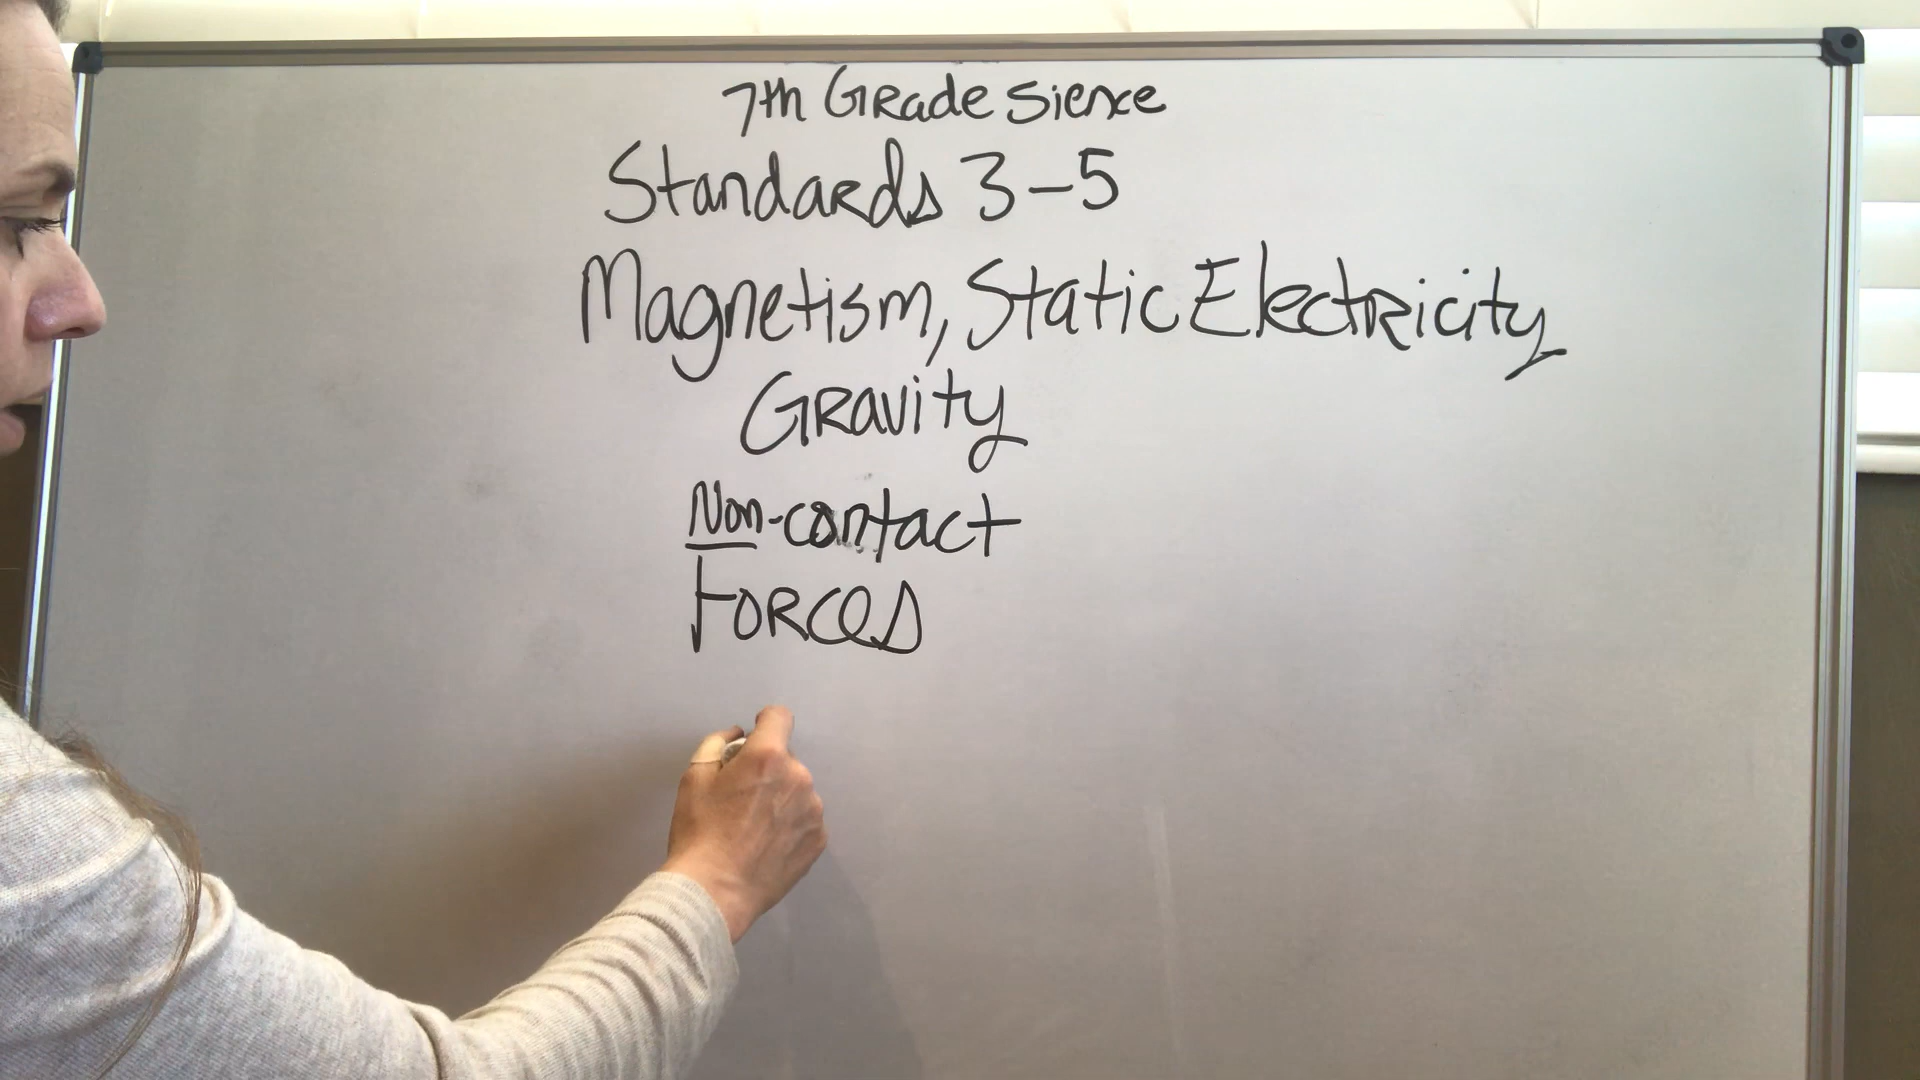 7th Grade Sience
Standards 3-5
Magnetism, Static Electricity
Gravity
Non-contact
Forces